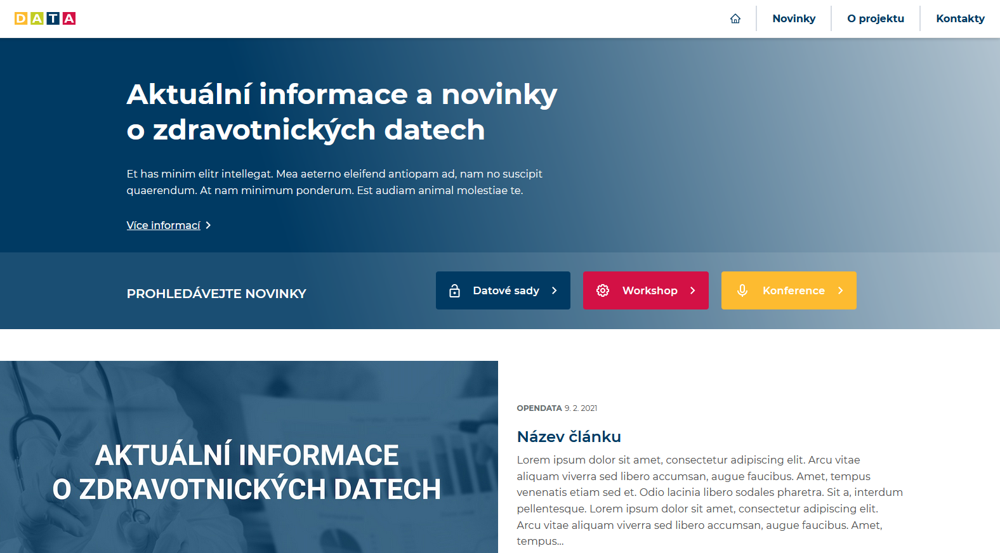 DATA
Novinky
O projektu
Kontakty
Aktuální informace a novinky
o zdravotnických datech
Et has minim elitr intellegat. Mea aeterno eleifend antiopam ad, nam no suscipit
quaerendum. At nam minimum ponderum. Est audiam animal molestiae te.
Více informací
PROHLEDÁVEJTE NOVINKY
Datové sady
Workshop
Konference
AKTUÁLNÍ INFORMACE
O ZDRAVOTNICKÝCH DATECH
OPENDATA 9. 2. 2021
Název článku
Lorem ipsum dolor sit amet, consectetur adipiscing elit. Arcu vitae
aliquam viverra sed libero accumsan, augue faucibus. Amet, tempus
venenatis etiam sed et. Odio lacinia libero sodales pharetra. Sit a, interdum
pellentesque. Lorem ipsum dolor sit amet, consectetur adipiscing elit.
Arcu vitae aliquam viverra sed libero accumsan, augue faucibus. Amet,
tempus...